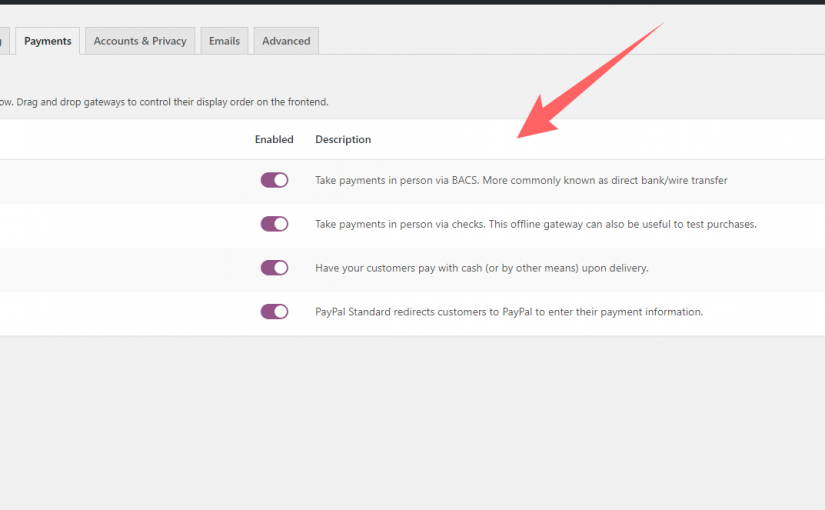 Payments Accounts & Privacy Emails Advanced
Drag and drop gateways to control their display order on the frontend.
Enabled Description
Take payments in person via BACS. More commonly known as direct bank/wire transfer
Take payments in person via checks. This offline gateway can also be useful to test purchases.
Have your customers pay with cash (or by other means) upon delivery.
PayPal Standard redirects customers to PayPal to enter their payment information.